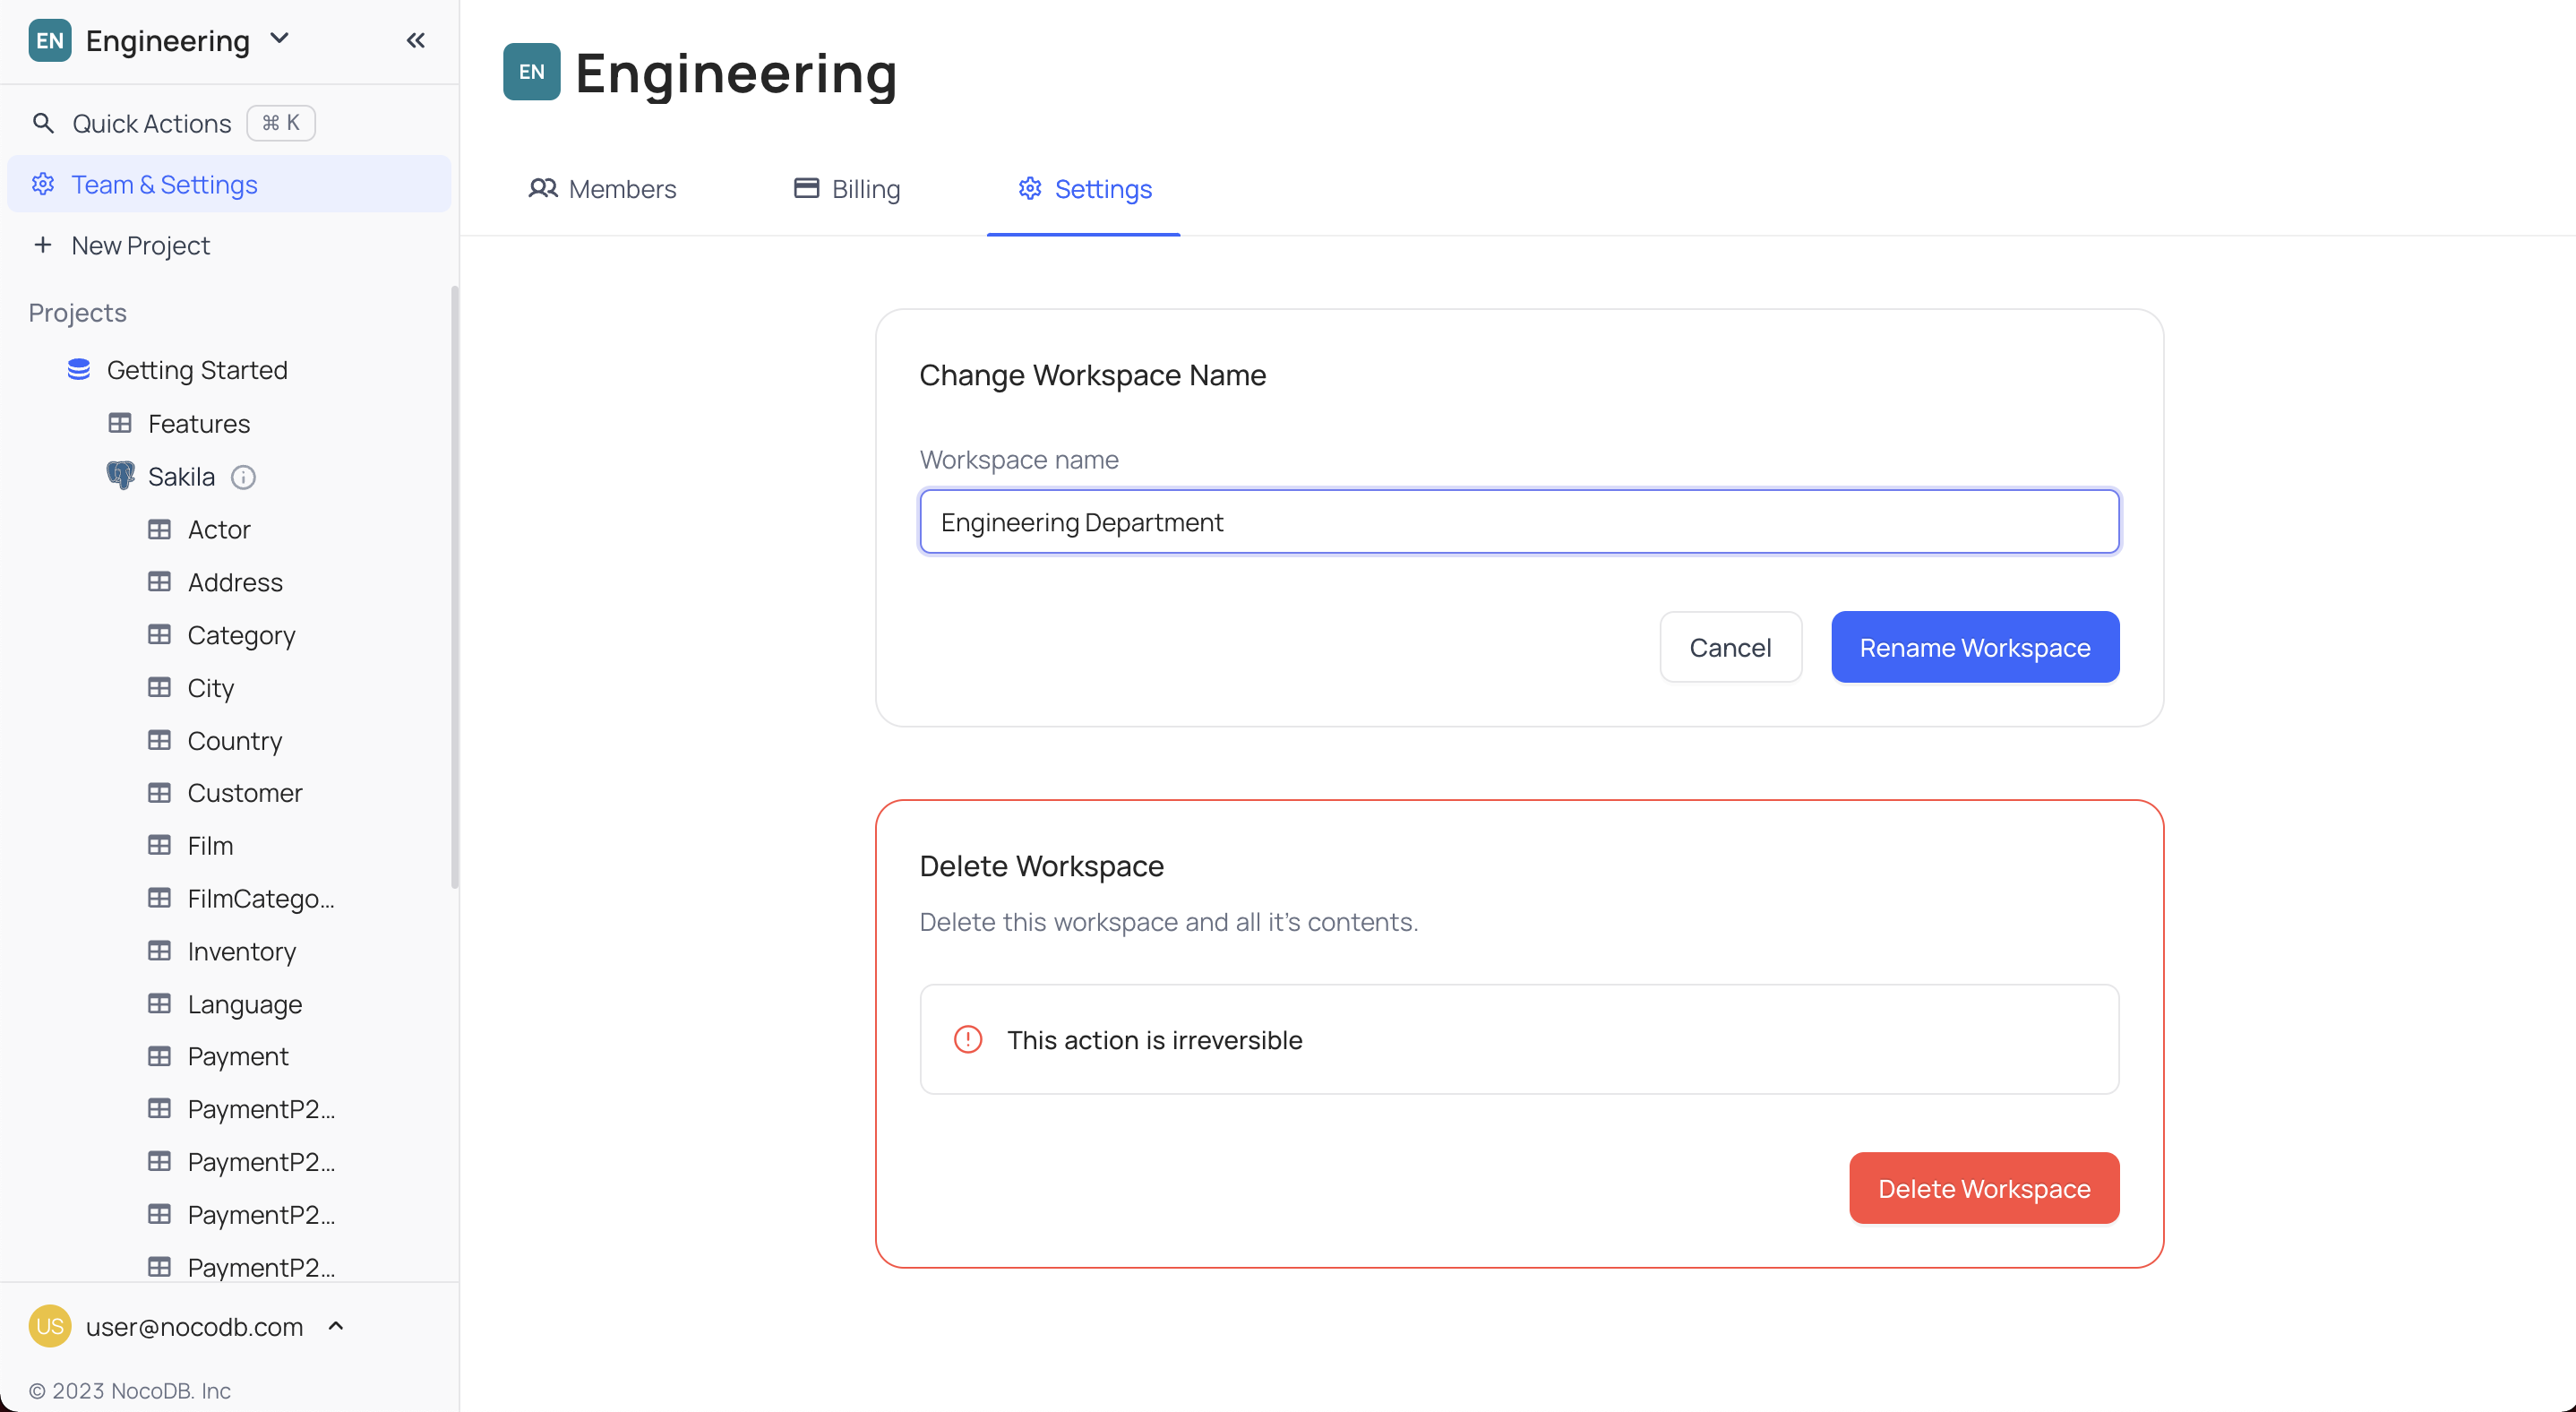 EN Engineering
Quick Actions ⌘ K
Team & Settings
+ New Project
Projects
Getting Started
Features
Sakila
Actor
Address
Category
City
Country
Customer
Film
FilmCatego...
Inventory
Language
Payment
PaymentP2...
PaymentP2...
PaymentP2...
PaymentP2...
US user@nocodb.com
© 2023 NocoDB. Inc
EN Engineering
Members Billing Settings
Change Workspace Name
Workspace name
Engineering Department
Cancel Rename Workspace
Delete Workspace
Delete this workspace and all it's contents.
This action is irreversible
Delete Workspace